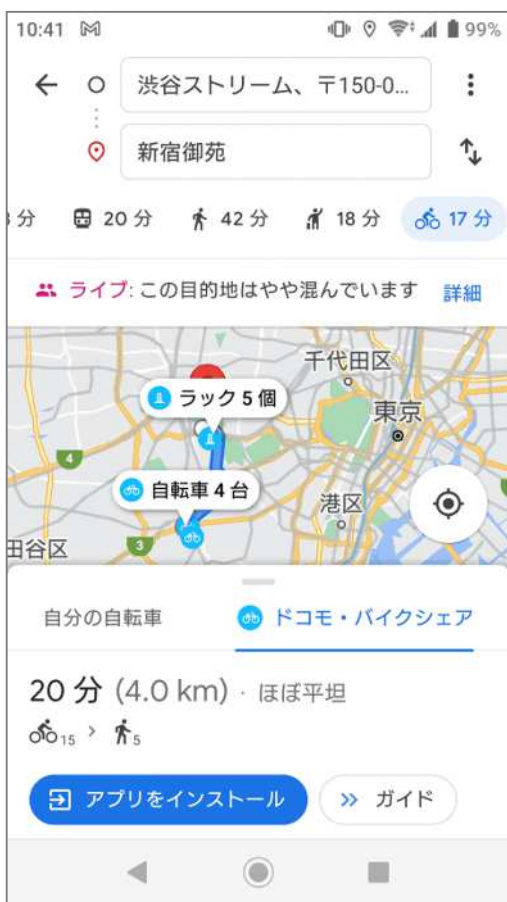 10:41 99%
渋谷ストリーム、〒150-0...
新宿御苑
分 20 分 42 分 18 分 17 分
ライブ: この目的地はやや混んでいます 詳細
千代田区
ラック 5 個
東京
4
自転車 4 台
港区
田谷区
3
自分の自転車 ドコモ・バイクシェア
20 分 (4.0 km) · ほぼ平坦
15 > 5
アプリをインストール ガイド